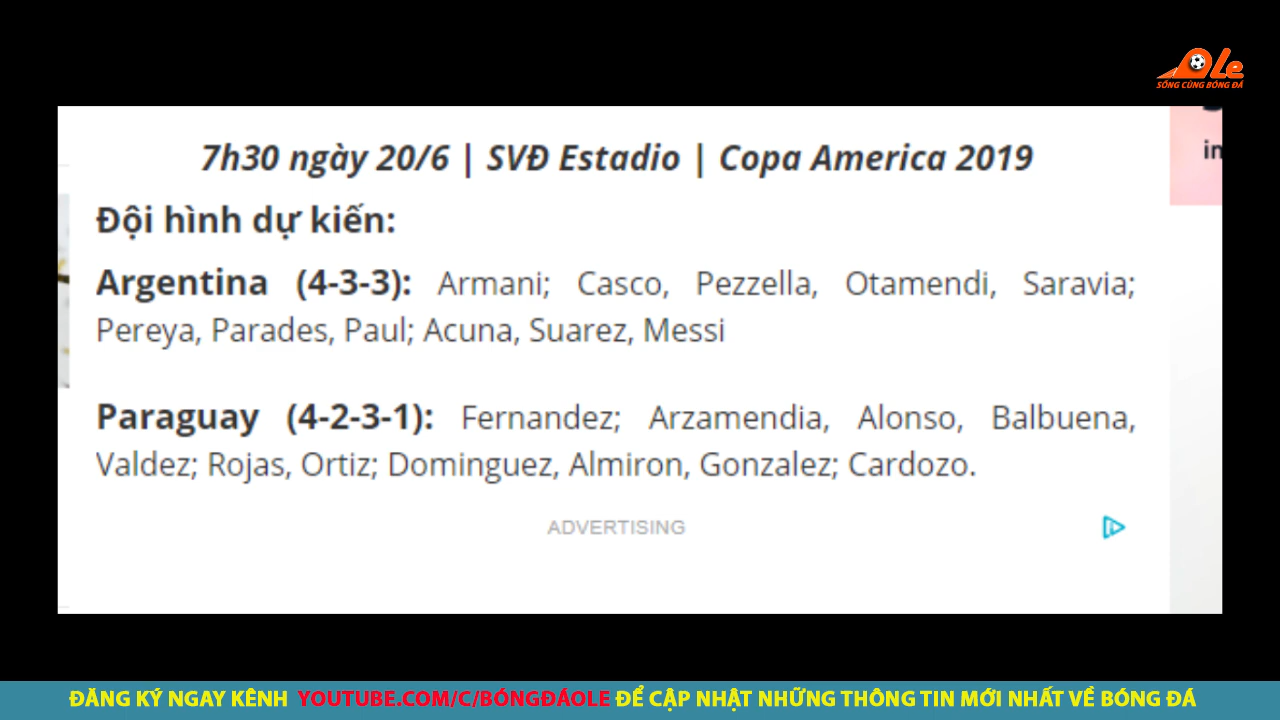 OLe
SỐNG CÙNG BÓNG ĐÁ
in
7h30 ngày 20/6 | SVĐ Estadio | Copa America 2019
Đội hình dự kiến:
Argentina (4-3-3): Armani; Casco, Pezzella, Otamendi, Saravia;
Pereya, Parades, Paul; Acuna, Suarez, Messi
Paraguay (4-2-3-1): Fernandez; Arzamendia, Alonso, Balbuena,
Valdez; Rojas, Ortiz; Dominguez, Almiron, Gonzalez; Cardozo.
ADVERTISING
ĐĂNG KÝ NGAY KÊNH YOUTUBE.COM/C/BÓNGĐÁOLE ĐỂ CẬP NHẬT NHỮNG THÔNG TIN MỚI NHẤT VỀ BÓNG ĐÁ